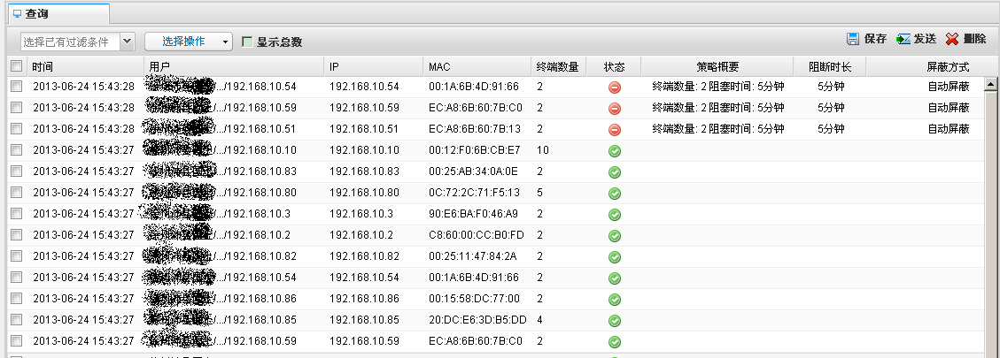 查询
选择已有过滤条件 选择操作 显示总数 保存 发送 删除
时间 用户 IP MAC 终端数量 状态 策略概要 阻断时长 屏蔽方式
2013-06-24 15:43:28 /.../192.168.10.54 192.168.10.54 00:1A:6B:4D:91:66 2 终端数量: 2 阻塞时间: 5分钟 5分钟 自动屏蔽
2013-06-24 15:43:28 /.../192.168.10.59 192.168.10.59 EC:A8:6B:60:7B:C0 2 终端数量: 2 阻塞时间: 5分钟 5分钟 自动屏蔽
2013-06-24 15:43:28 /.../192.168.10.51 192.168.10.51 EC:A8:6B:60:7B:13 2 终端数量: 2 阻塞时间: 5分钟 5分钟 自动屏蔽
2013-06-24 15:43:27 /.../192.168.10.10 192.168.10.10 00:12:F0:6B:CB:E7 10
2013-06-24 15:43:27 /.../192.168.10.83 192.168.10.83 00:25:AB:34:0A:0E 2
2013-06-24 15:43:27 /.../192.168.10.80 192.168.10.80 0C:72:2C:71:F5:13 5
2013-06-24 15:43:27 /.../192.168.10.3 192.168.10.3 90:E6:BA:F0:46:A9 2
2013-06-24 15:43:27 /.../192.168.10.2 192.168.10.2 C8:60:00:CC:B0:FD 2
2013-06-24 15:43:27 /.../192.168.10.82 192.168.10.82 00:25:11:47:84:2A 2
2013-06-24 15:43:27 /.../192.168.10.54 192.168.10.54 00:1A:6B:4D:91:66 2
2013-06-24 15:43:27 /.../192.168.10.86 192.168.10.86 00:15:58:DC:77:00 2
2013-06-24 15:43:27 /.../192.168.10.85 192.168.10.85 20:DC:E6:3D:B5:DD 4
2013-06-24 15:43:27 /.../192.168.10.59 192.168.10.59 EC:A8:6B:60:7B:C0 2